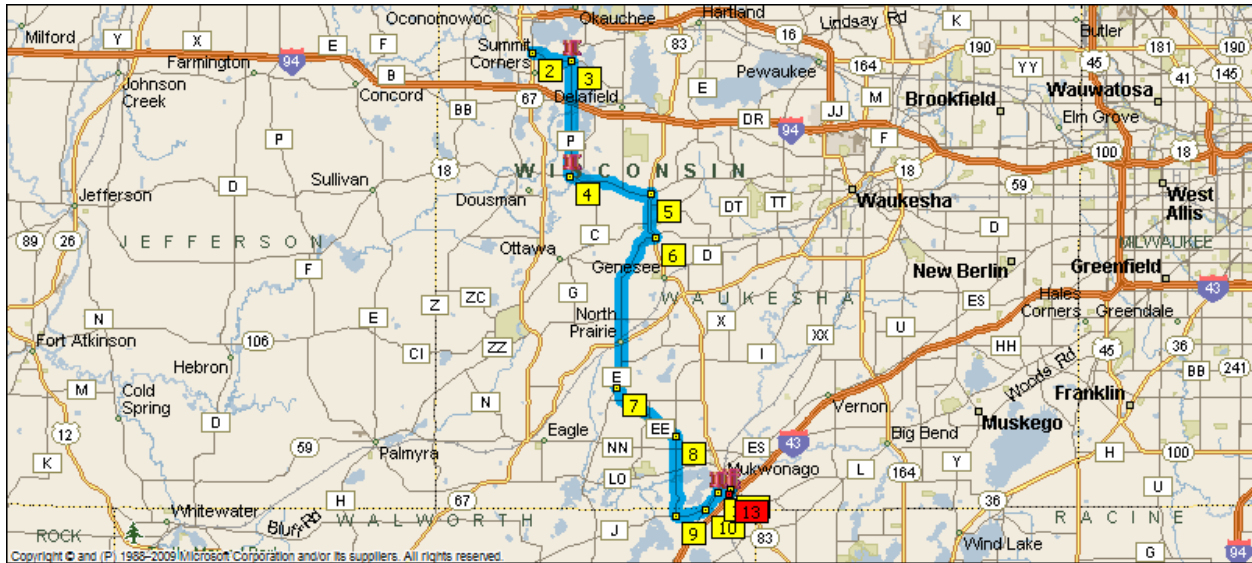 Oconomowoc Okauchee Hartland Lindsay Rd K
Milford Y X E F 83 16 190 Butler 181 190
Farmington 94 Summit Corners 2 3 Pewaukee 164 YY 45 41 145
Johnson Creek B Concord BB 67 Delafield E M Brookfield Wauwatosa
DR JJ 94 F Elm Grove
P P 100 18
18 WISCONSIN 18 59
Jefferson D Sullivan Dousman 4 5 DT TT Waukesha West Allis
89 26 JEFFERSON C D MILWAUKEE
F Ottawa Genesee 6 D New Berlin Greenfield
Z ZC G WAUKESHA ES Hales Corners 43
N E North Prairie X XX U Greendale
Fort Atkinson 106 CI ZZ I HH 45 36
Hebron E Woods Rd BB 241
M Cold Spring N 7 Vernon Franklin
D EE Muskego
12 59 Eagle NN 8 ES 43 Big Bend H 100
K Palmyra LO Mukwonago L 164 Y
H 67 36 U
Whitewater Bluff Rd WALWORTH J 9 10 13 RACINE
ROCK 83 Wind Lake G 94
Copyright © and (P) 1988–2009 Microsoft Corporation and/or its suppliers. All rights reserved.